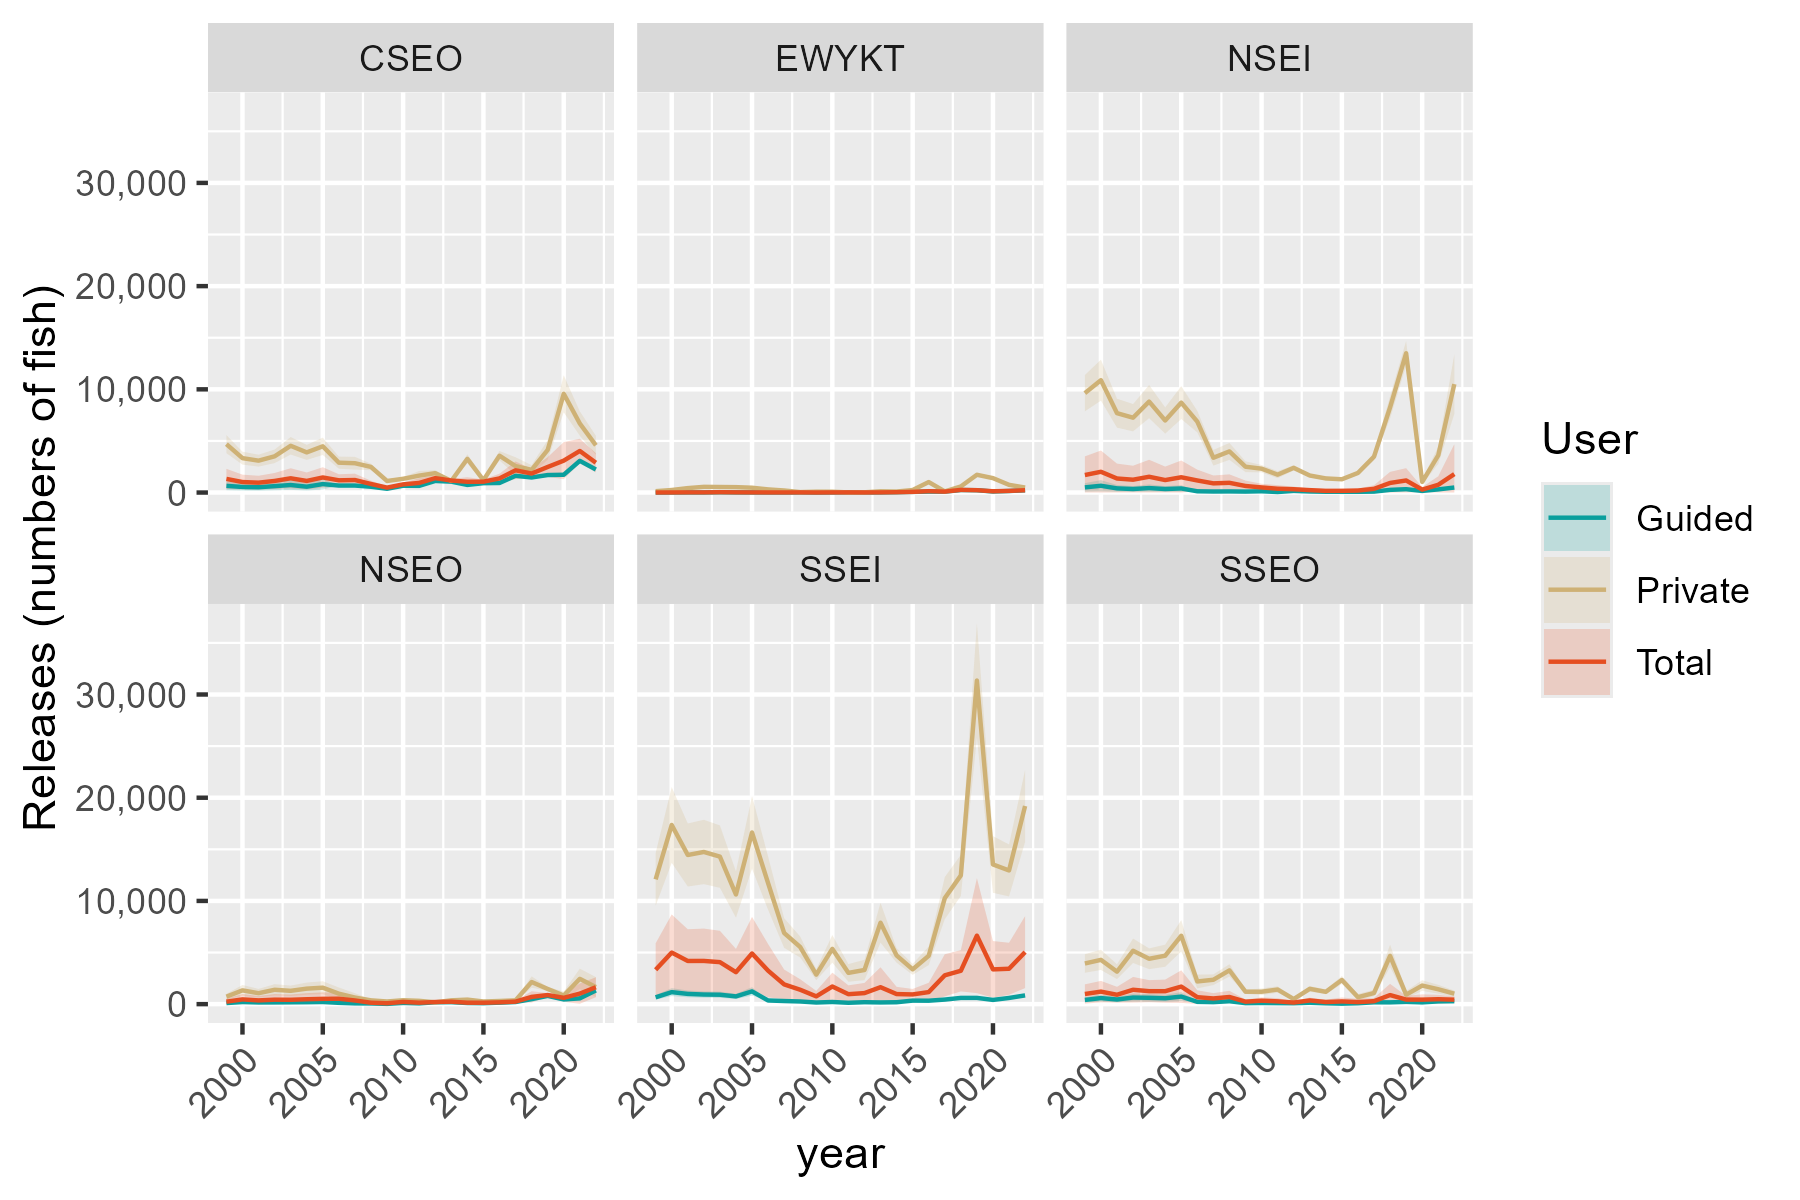 CSEO
EWYKT
NSEI
30,000
20,000
10,000
0
NSEO
SSEI
SSEO
30,000
20,000
10,000
0
2000
2005
2010
2015
2020
2000
2005
2010
2015
2020
2000
2005
2010
2015
2020
year
Releases (numbers of fish)
User
Guided
Private
Total